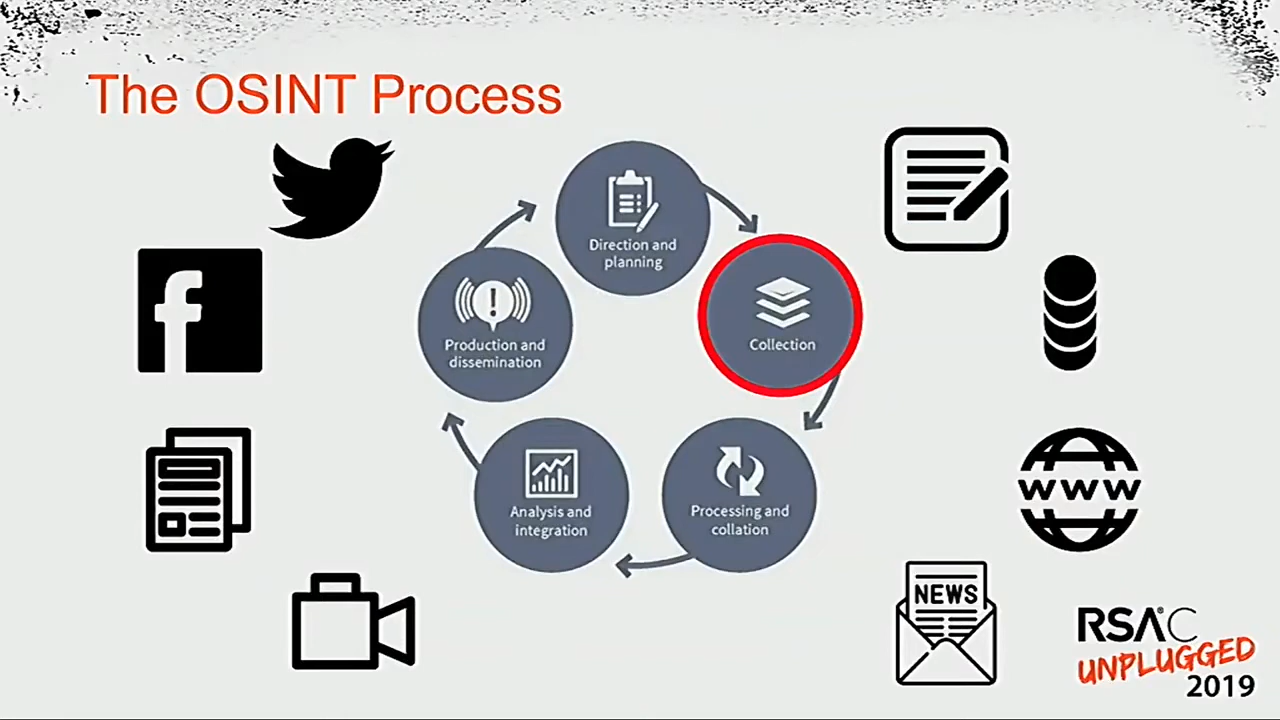 The OSINT Process
Direction and
planning
Collection
Processing and
collation
Analysis and
integration
Production and
dissemination
WWW
NEWS
RSA®C
UNPLUGGED
2019